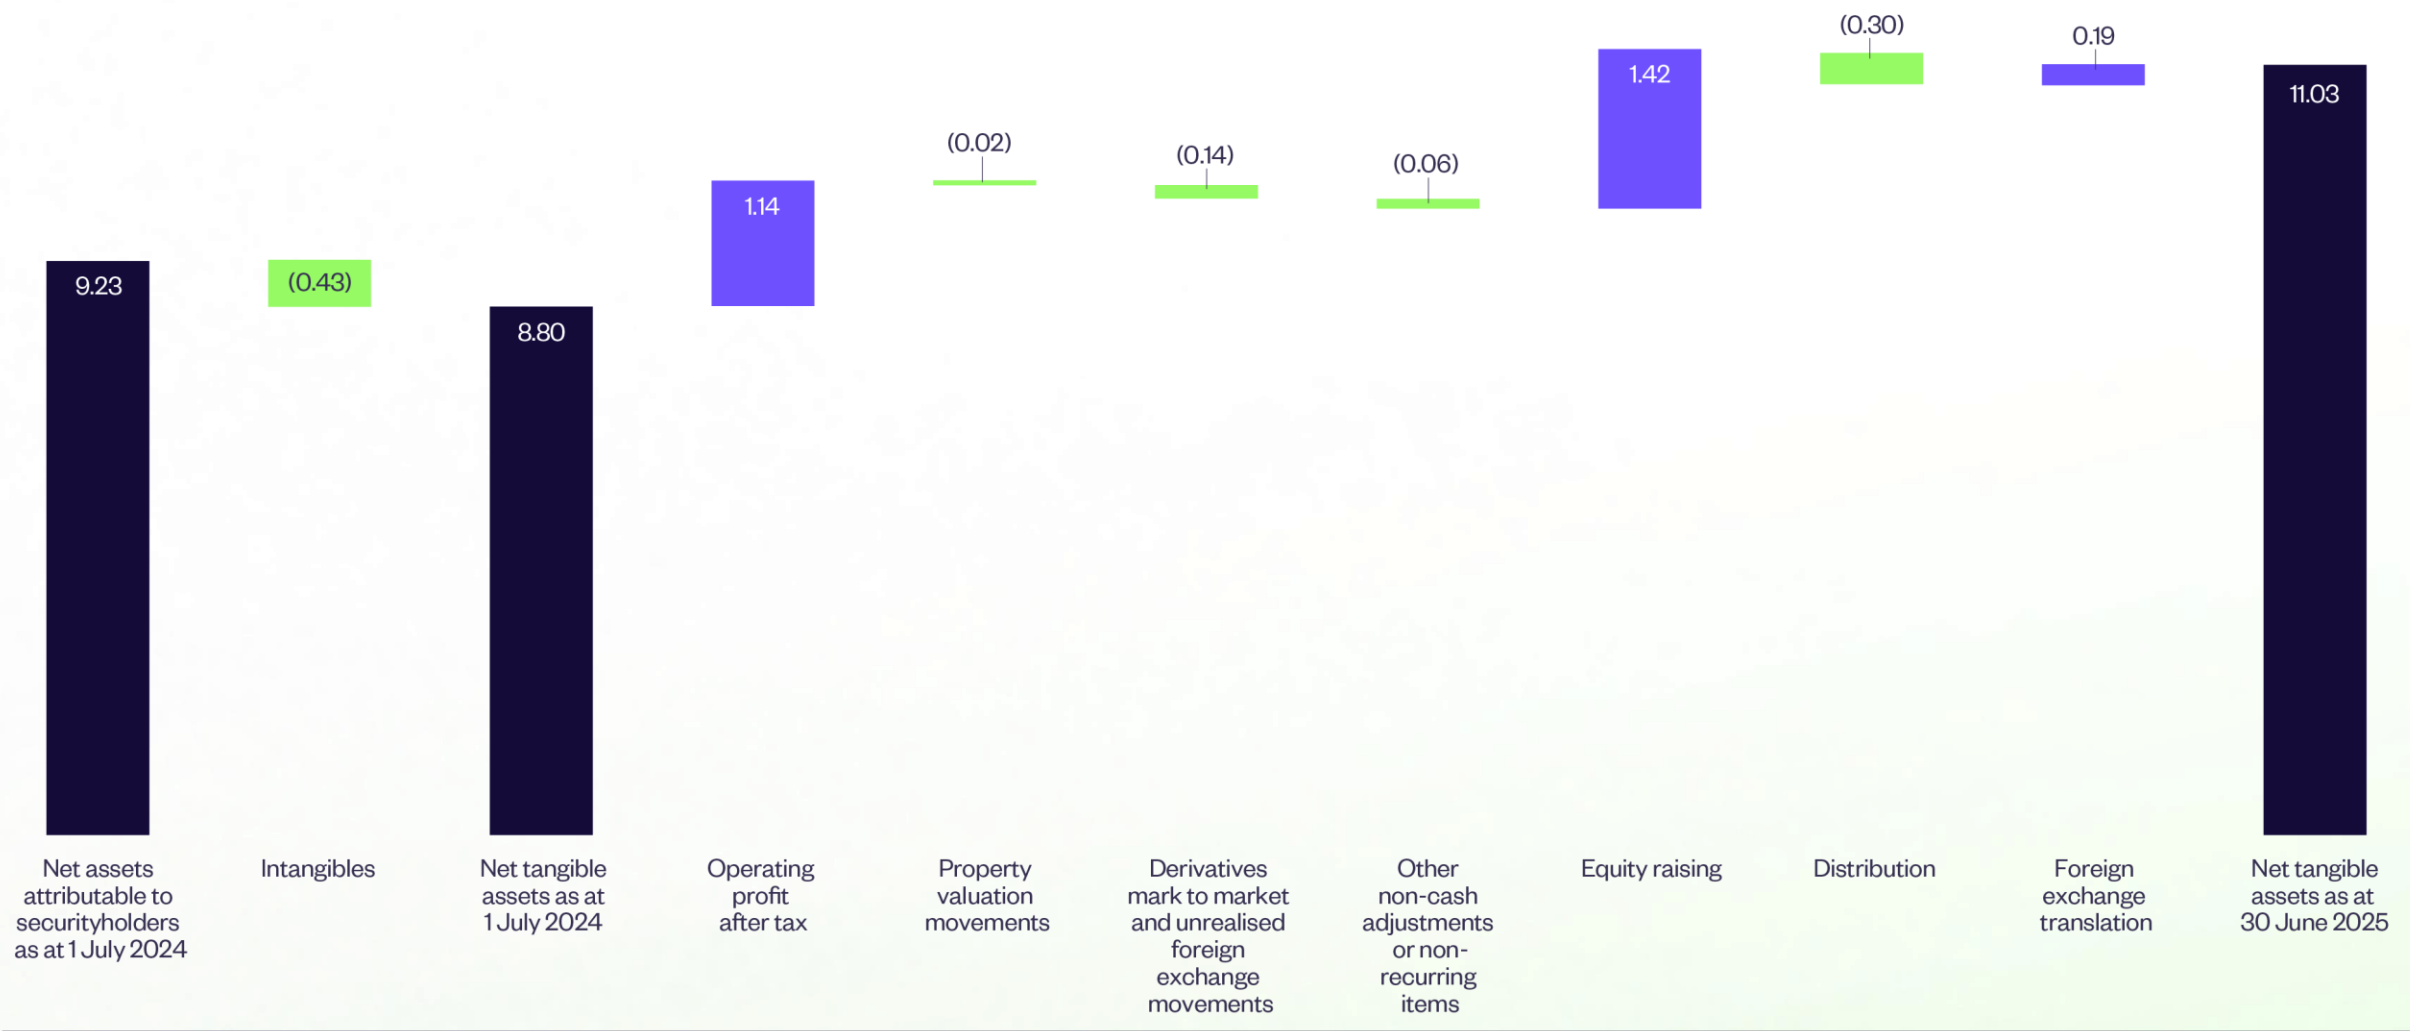 9.23
(0.43)
8.80
1.14
(0.02)
(0.14)
(0.06)
1.42
(0.30)
0.19
11.03
Net assets
attributable to
securityholders
as at 1 July 2024
Intangibles
Net tangible
assets as at
1 July 2024
Operating
profit
after tax
Property
valuation
movements
Derivatives
mark to market
and unrealised
foreign
exchange
movements
Other
non-cash
adjustments
or non-
recurring
items
Equity raising
Distribution
Foreign
exchange
translation
Net tangible
assets as at
30 June 2025